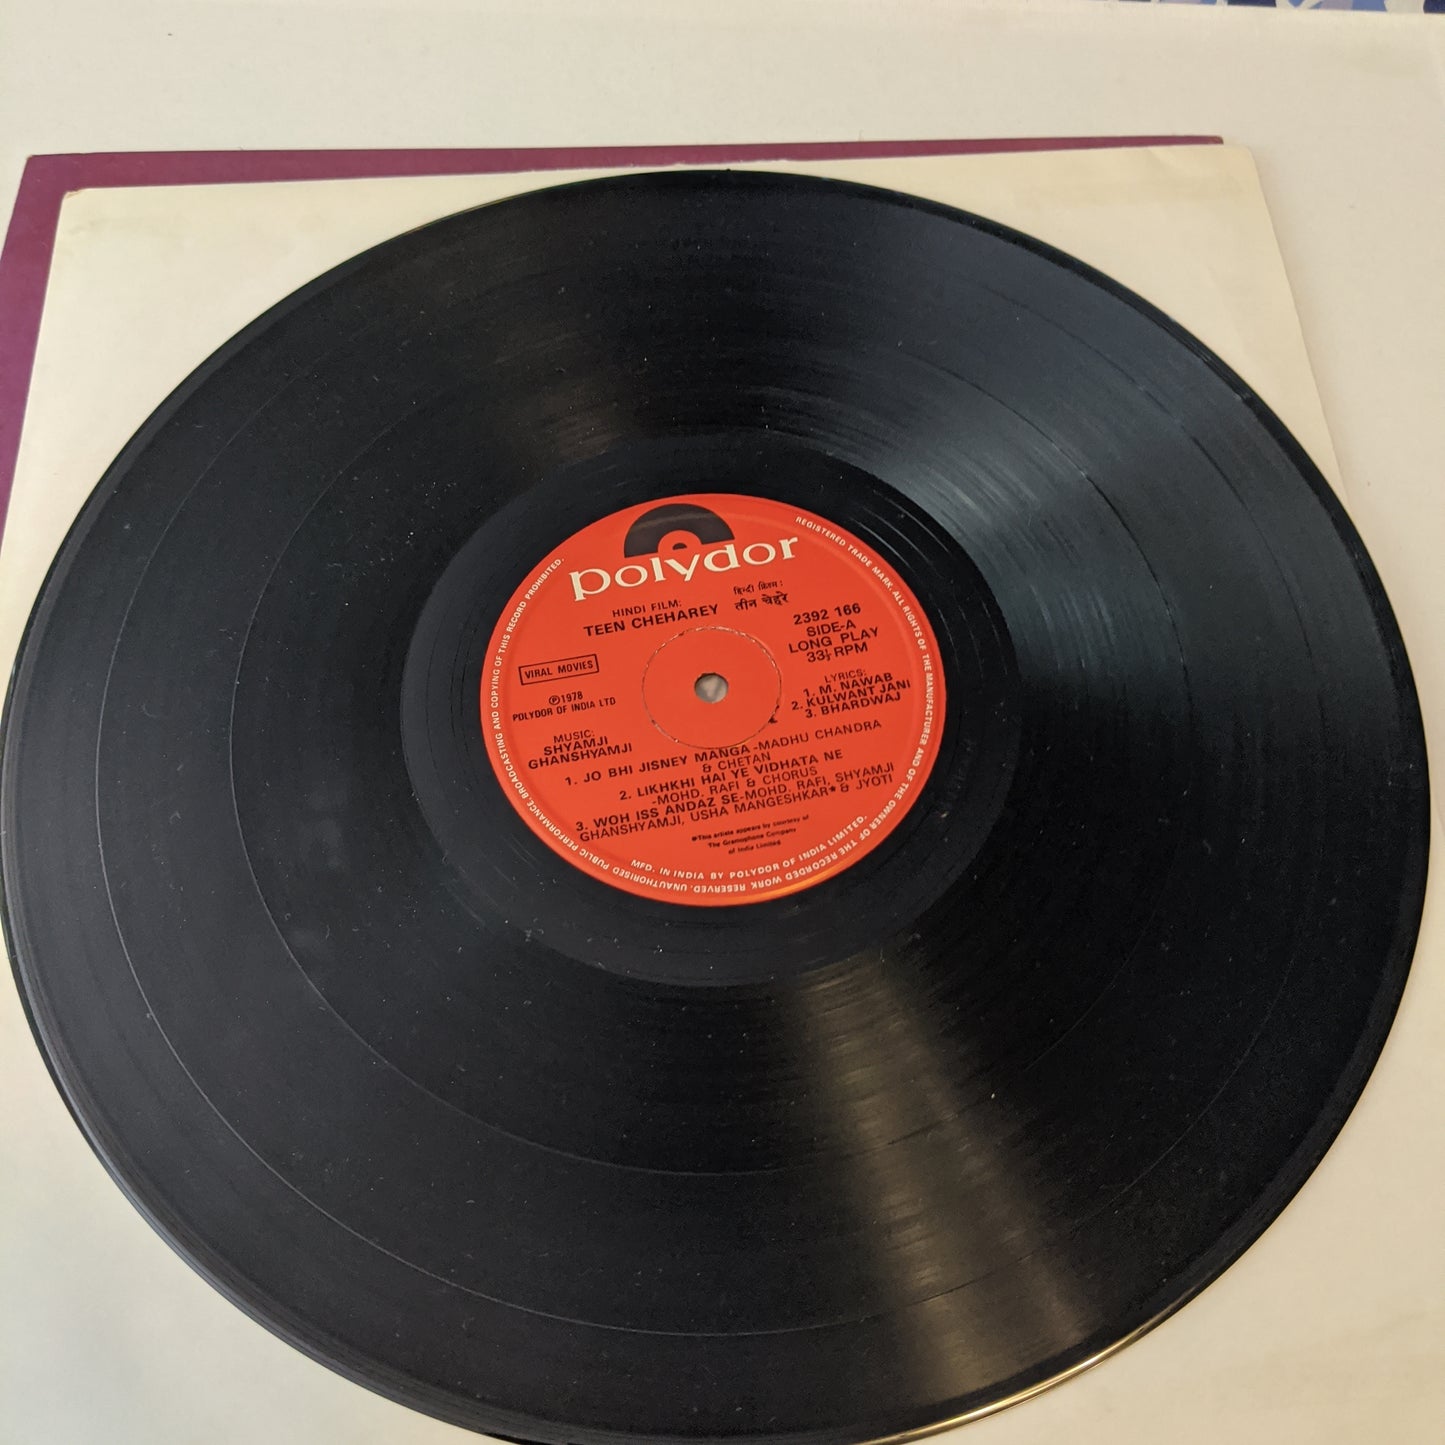 polydor
HINDI FILM:
TEEN CHEHAREY
हिन्दी फ़िल्म :
तीन चेहरे
2392 166
SIDE-A
LONG PLAY
33⅓ RPM
VIRAL MOVIES
℗1978
POLYDOR OF INDIA LTD
LYRICS:
1. M. NAWAB
2. KULWANT JANI
3. BHARDWAJ
MUSIC:
SHYAMJI
GHANSHYAMJI
1. JO BHI JISNEY MANGA-MADHU CHANDRA
& CHETAN
2. LIKHKHI HAI YE VIDHATA NE
-MOHD. RAFI & CHORUS
3. WOH ISS ANDAZ SE-MOHD. RAFI, SHYAMJI
GHANSHYAMJI, USHA MANGESHKAR* & JYOTI
*This artiste appears by courtesy of
The Gramophone Company
of India Limited
REGISTERED TRADE MARK. ALL RIGHTS OF THE MANUFACTURER AND OF THE OWNER OF THE RECORDED WORK RESERVED. UNAUTHORISED PUBLIC PERFORMANCE, BROADCASTING AND COPYING OF THIS RECORD PROHIBITED.
MFD. IN INDIA BY POLYDOR OF INDIA LIMITED.